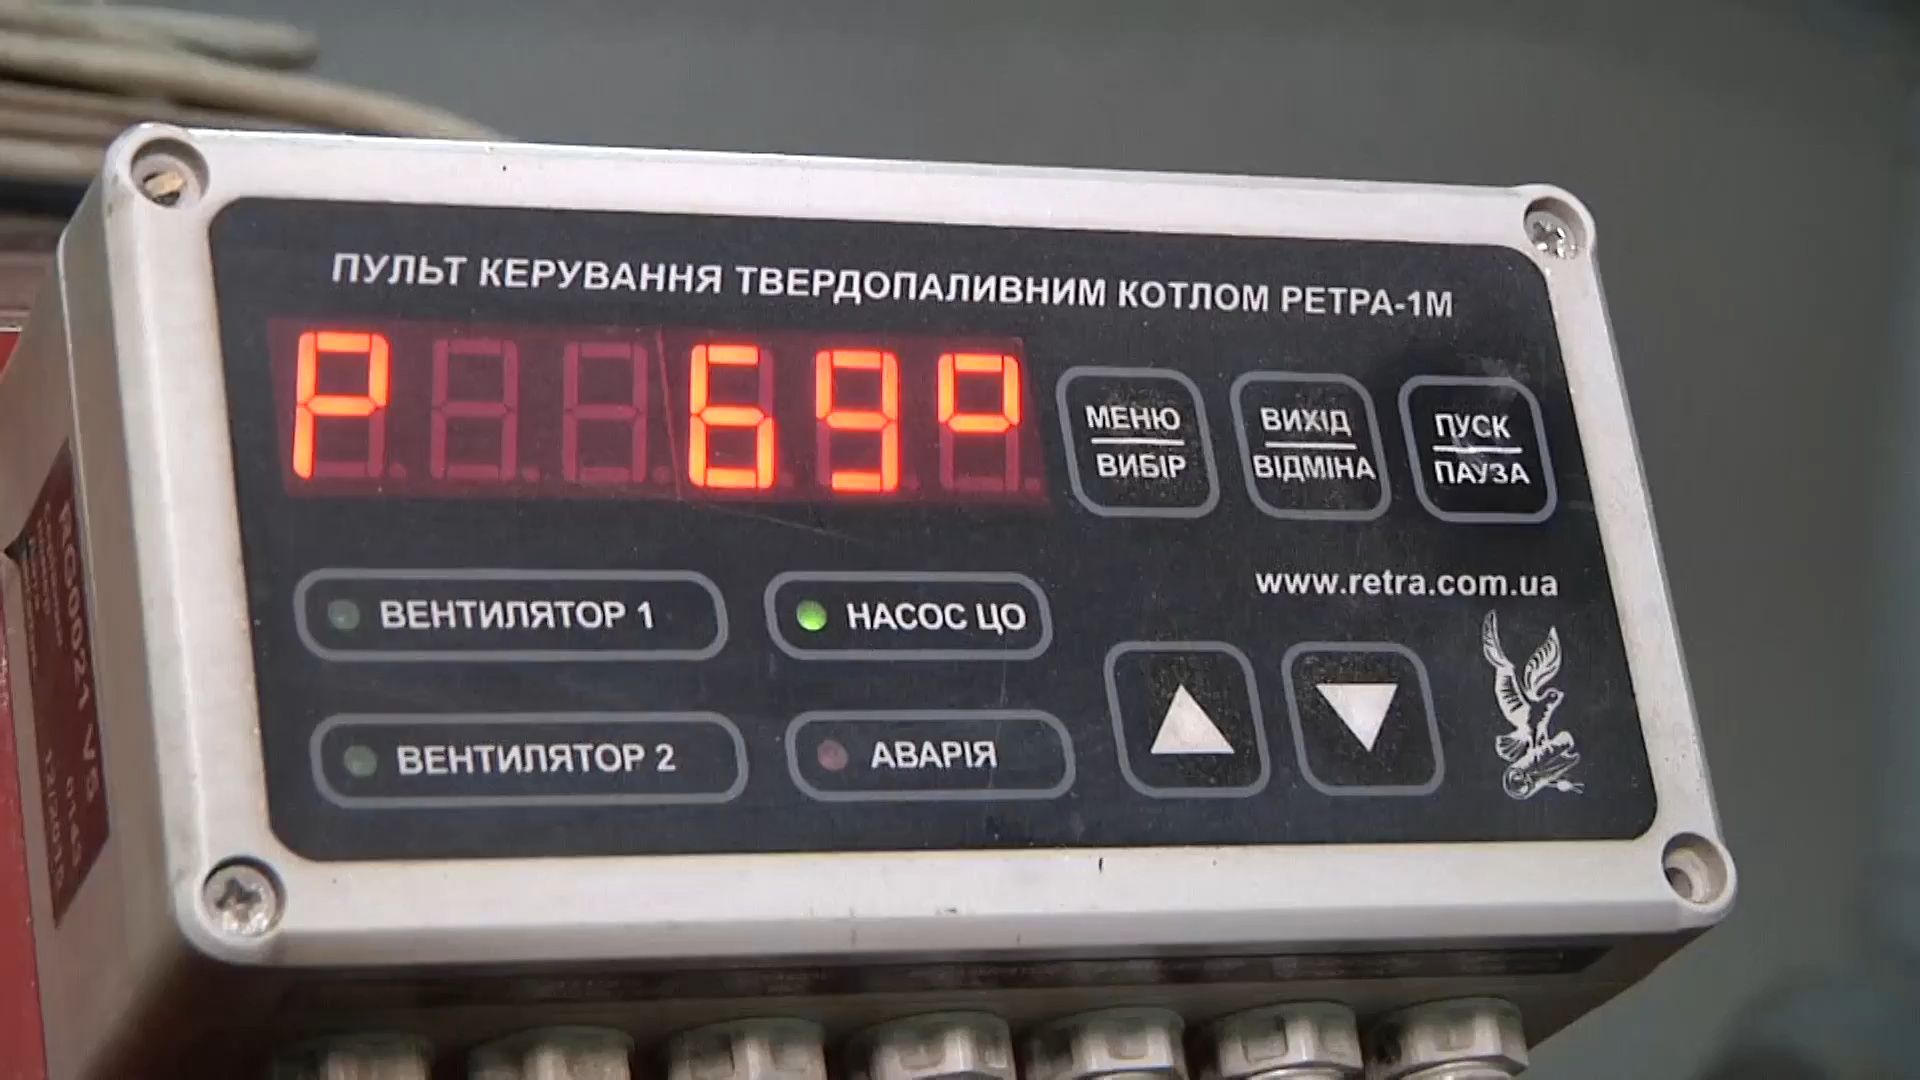 ПУЛЬТ КЕРУВАННЯ ТВЕРДОПАЛИВНИМ КОТЛОМ РЕТРА-1М
P 69°
МЕНЮ
ВИБІР
ВИХІД
ВІДМІНА
ПУСК
ПАУЗА
www.retra.com.ua
ВЕНТИЛЯТОР 1
НАСОС ЦО
ВЕНТИЛЯТОР 2
АВАРІЯ